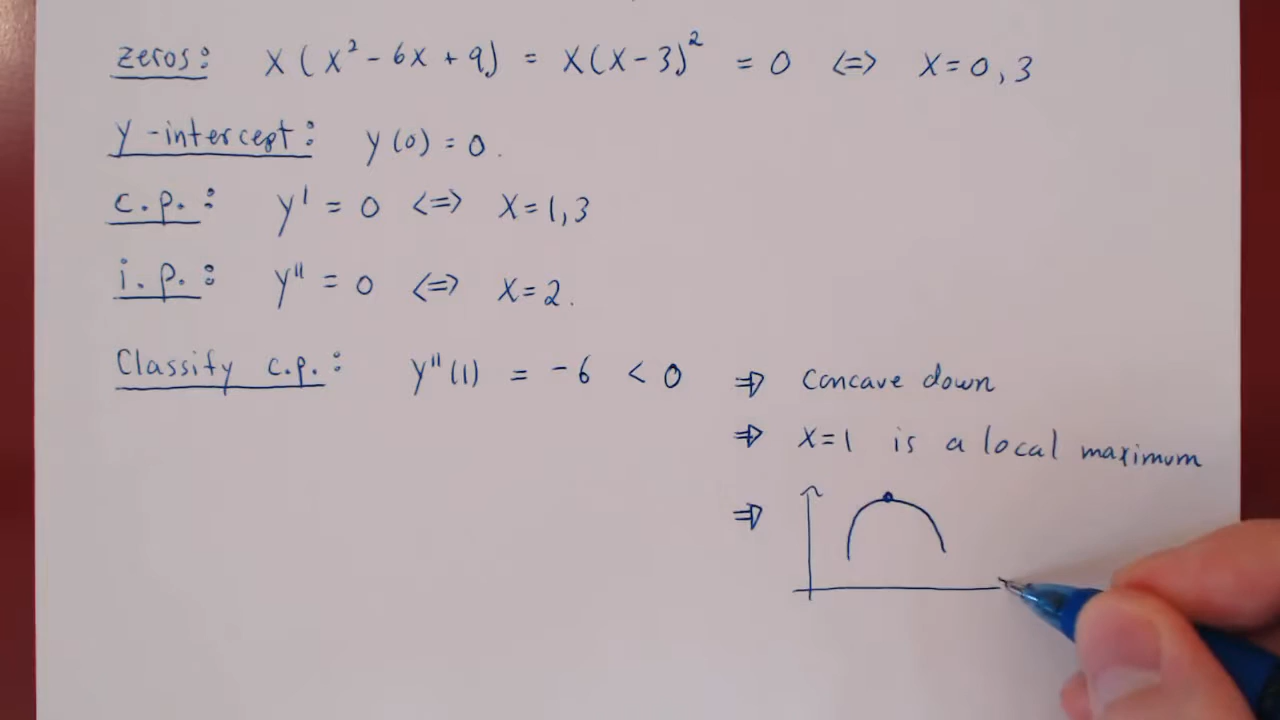 zeros: x(x² - 6x + 9) = x(x-3)² = 0 <=> x=0,3
y-intercept: y(0)=0.
c.p.: y' = 0 <=> x=1,3
i.p.: y'' = 0 <=> x=2.
Classify c.p.: y''(1) = -6 < 0 ⇒ concave down
⇒ x=1 is a local maximum
⇒